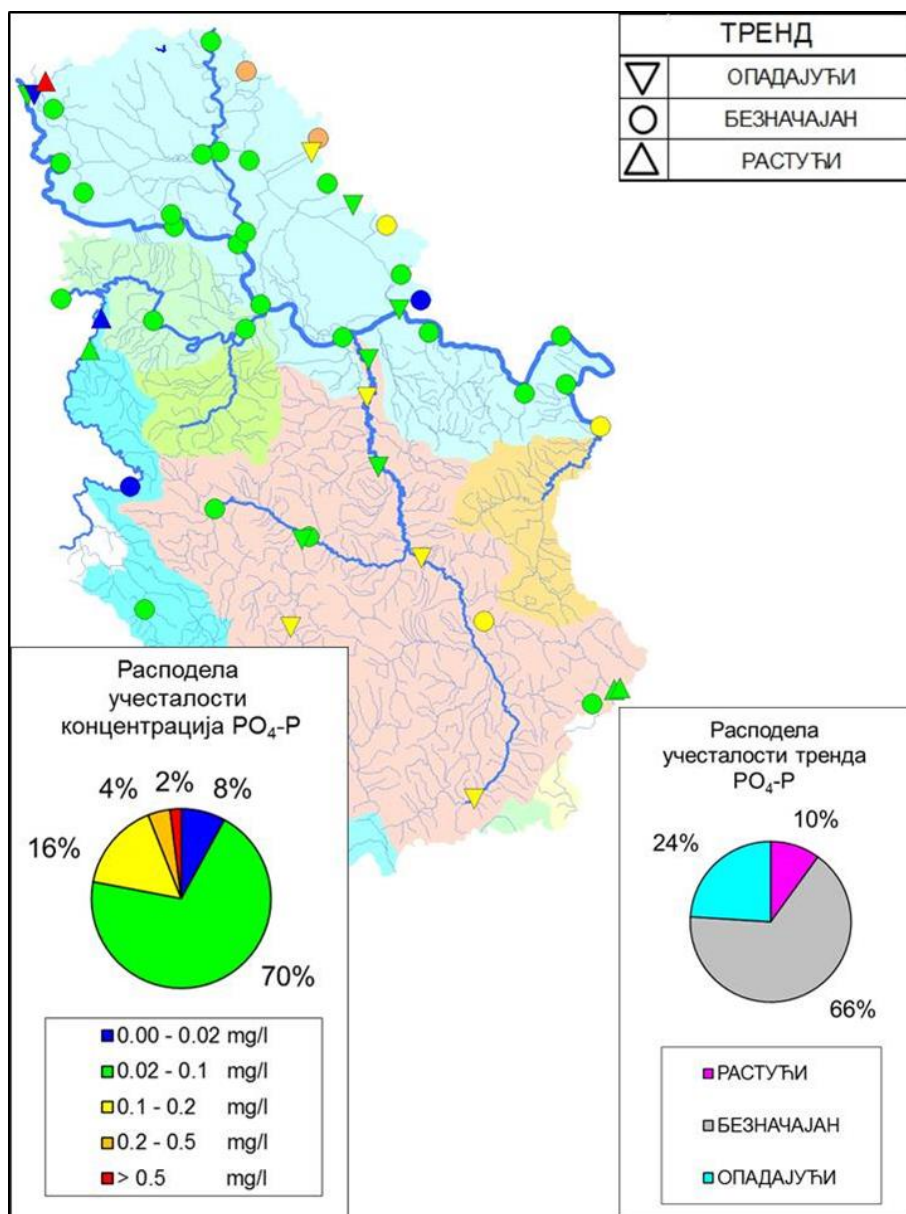 ТРЕНД
ОПАДАЈУЋИ
БЕЗНАЧАЈАН
РАСТУЋИ
Расподела
учесталости
концентрација PO₄-P
4%
2%
8%
16%
70%
0.00 - 0.02 mg/l
0.02 - 0.1 mg/l
0.1 - 0.2 mg/l
0.2 - 0.5 mg/l
> 0.5 mg/l
Расподела
учесталости тренда
PO₄-P
10%
24%
66%
РАСТУЋИ
БЕЗНАЧАЈАН
ОПАДАЈУЋИ